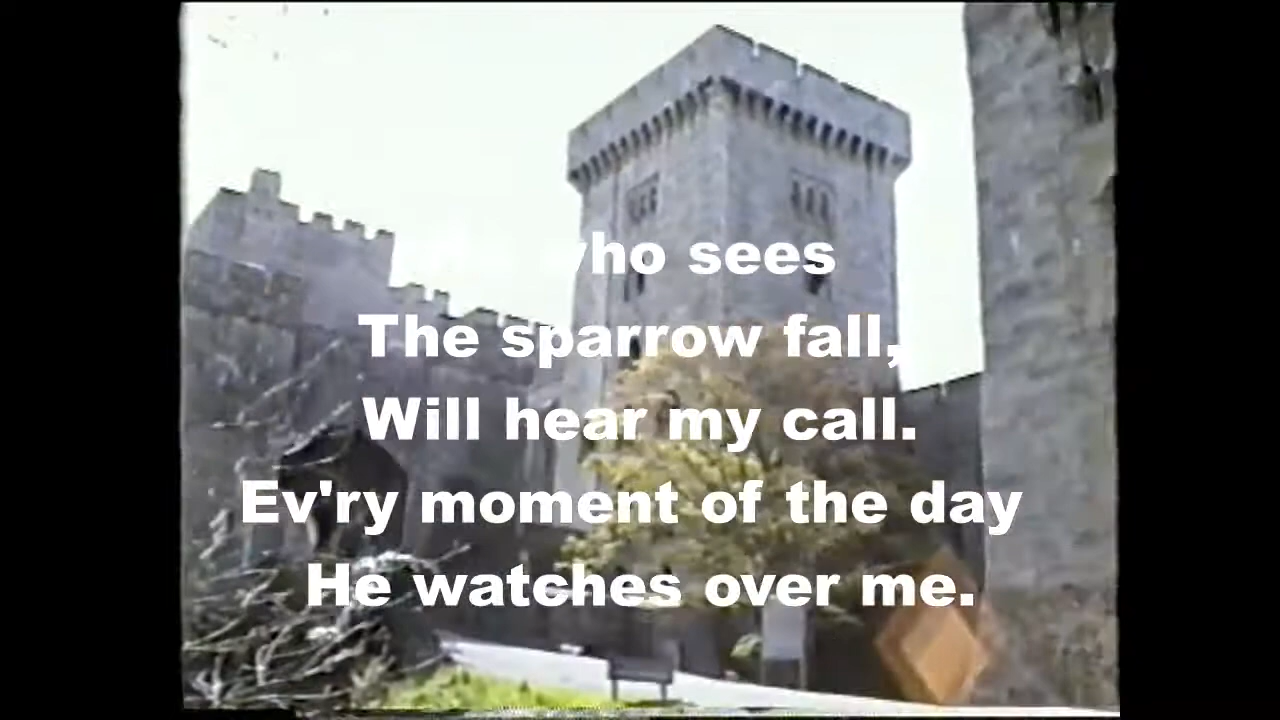 who sees
The sparrow fall,
Will hear my call.
Ev'ry moment of the day
He watches over me.